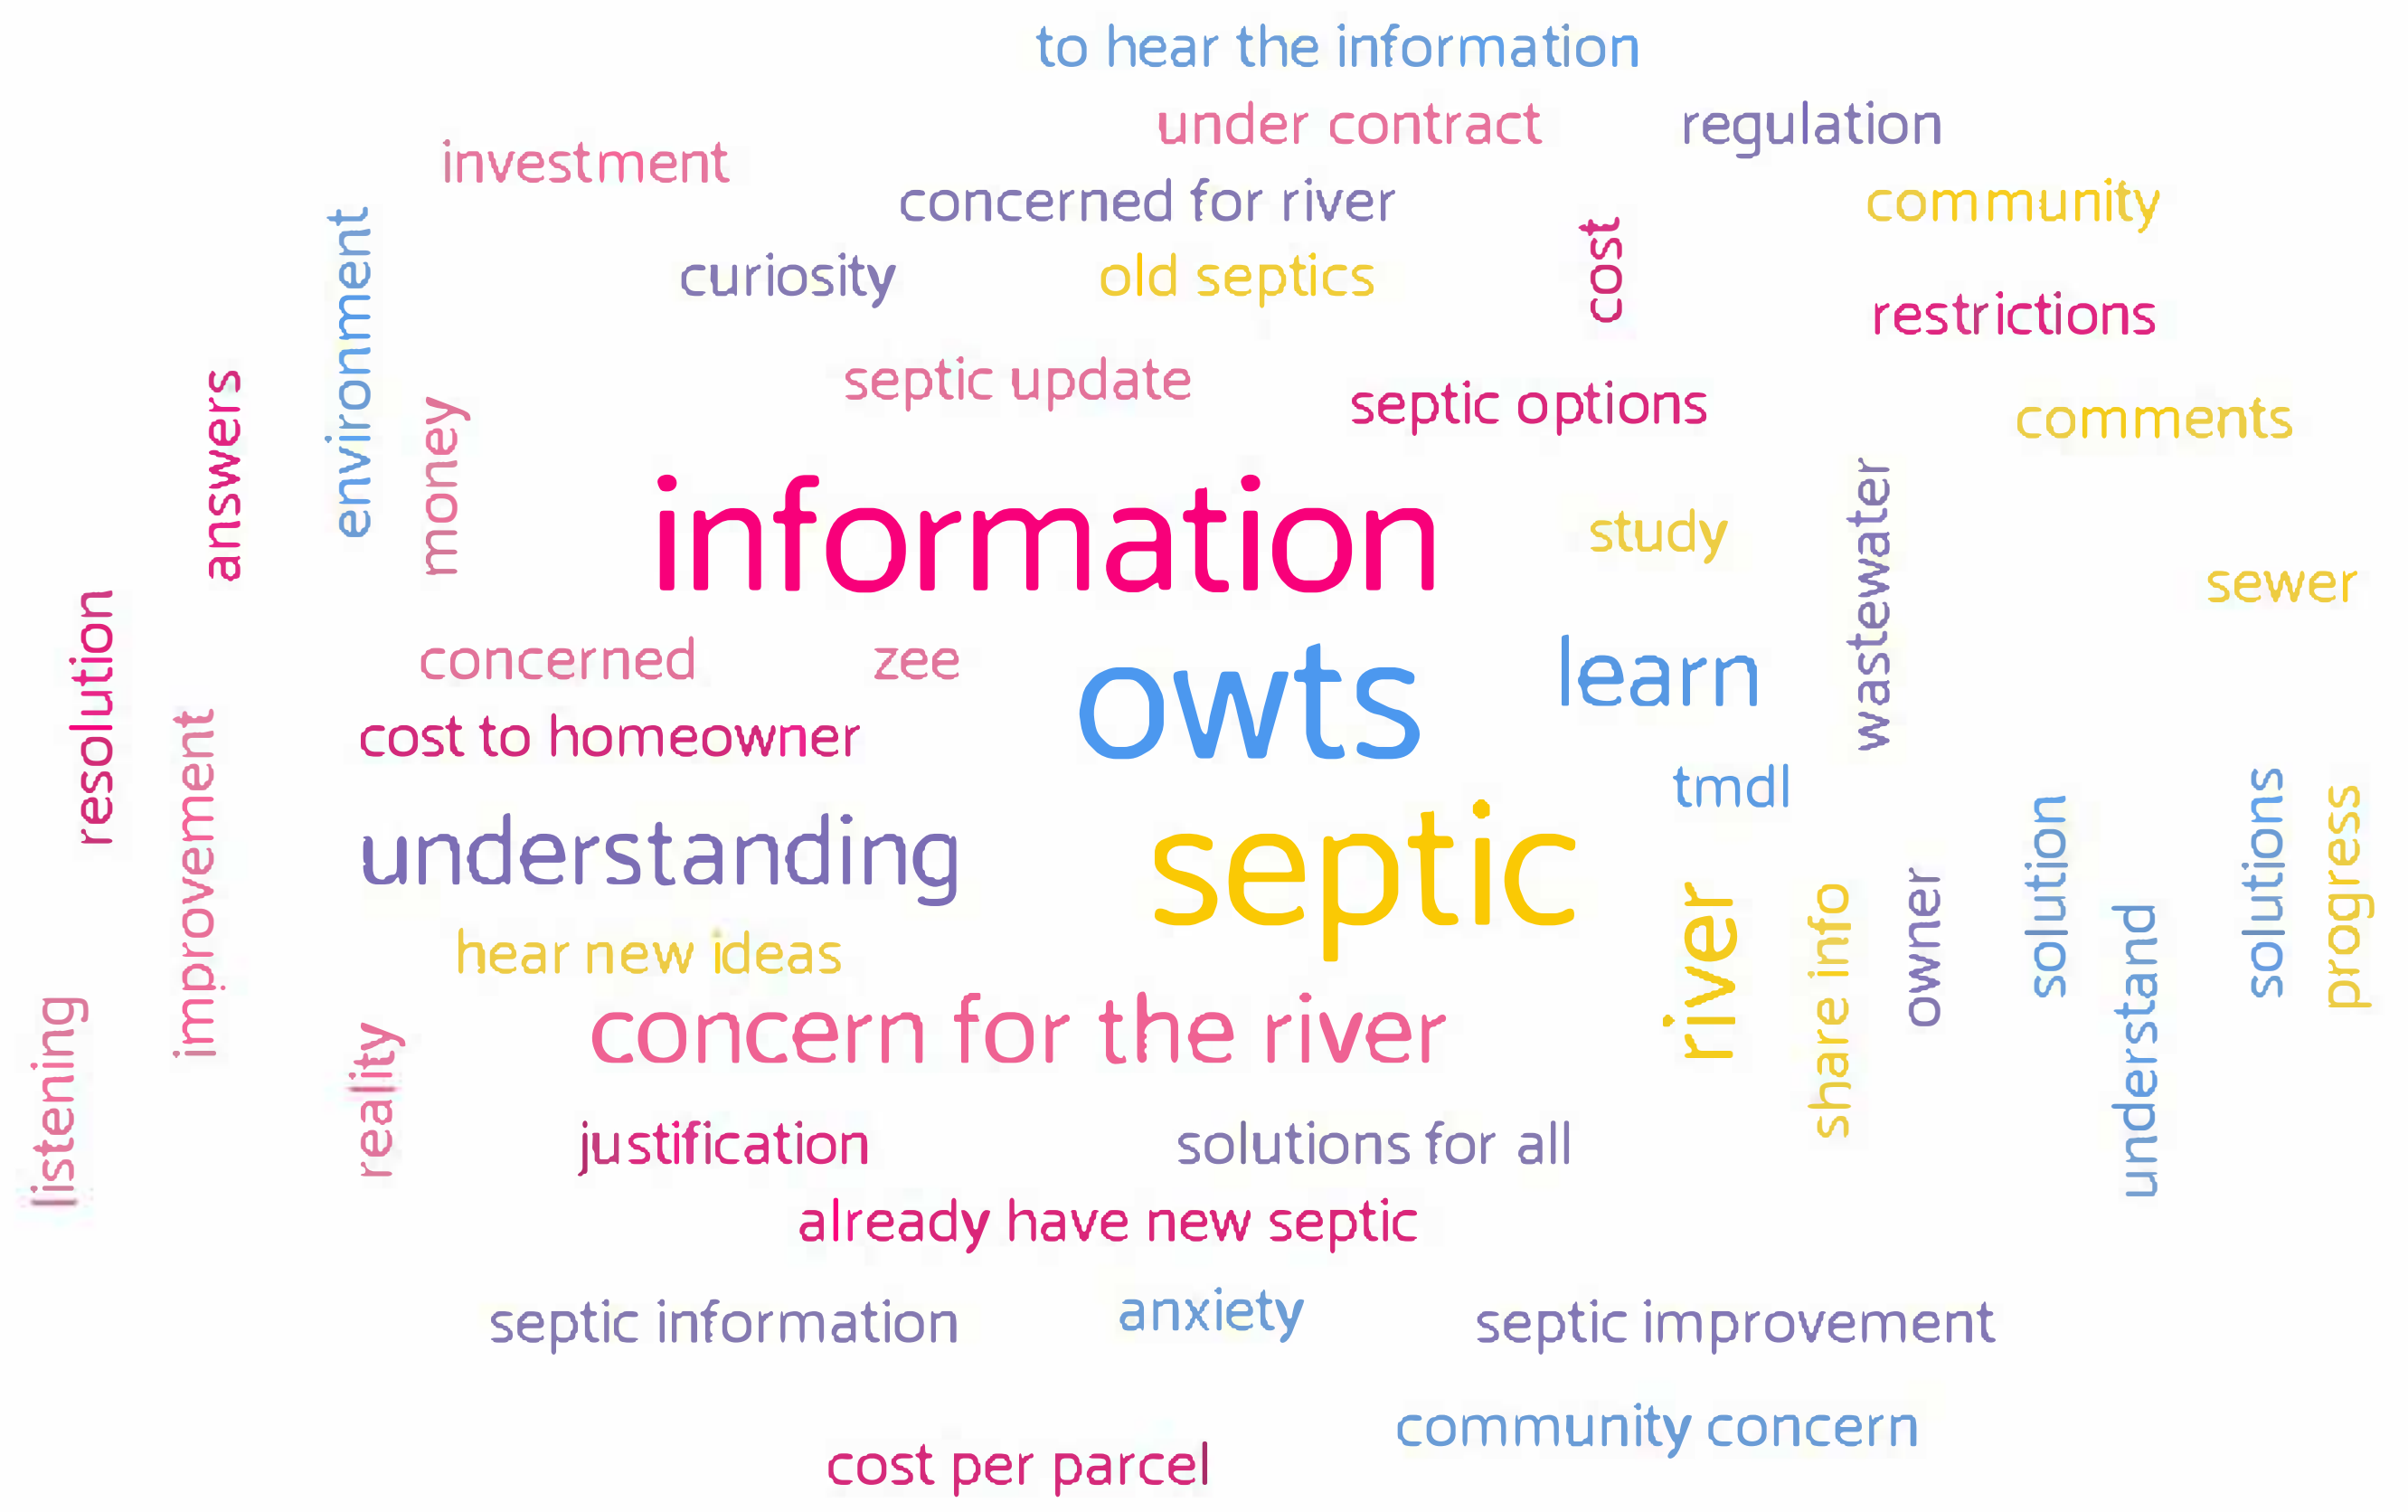 to hear the information
under contract
regulation
investment
concerned for river
community
cost
environment
curiosity
old septics
restrictions
septic update
answers
money
septic options
comments
information
study
wastewater
sewer
resolution
concerned
zee
owts
learn
cost to homeowner
improvement
tmdl
understanding
septic
solution
solutions
progress
river
share info
owner
understand
hear new ideas
listening
reality
concern for the river
justification
solutions for all
already have new septic
septic information
anxiety
septic improvement
community concern
cost per parcel